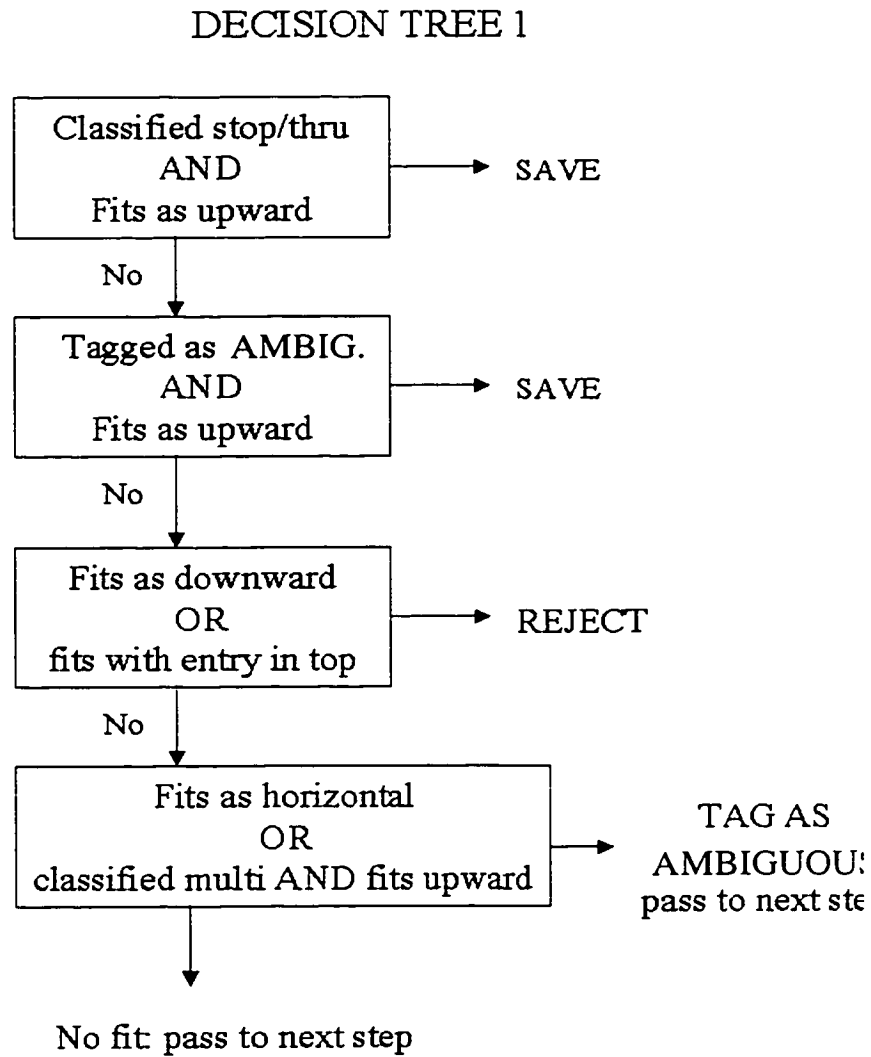 DECISION TREE 1
Classified stop/thru
AND
Fits as upward
SAVE
No
Tagged as AMBIG.
AND
Fits as upward
SAVE
No
Fits as downward
OR
fits with entry in top
REJECT
No
Fits as horizontal
OR
classified multi AND fits upward
TAG AS
AMBIGUOUS
pass to next
No fit: pass to next step